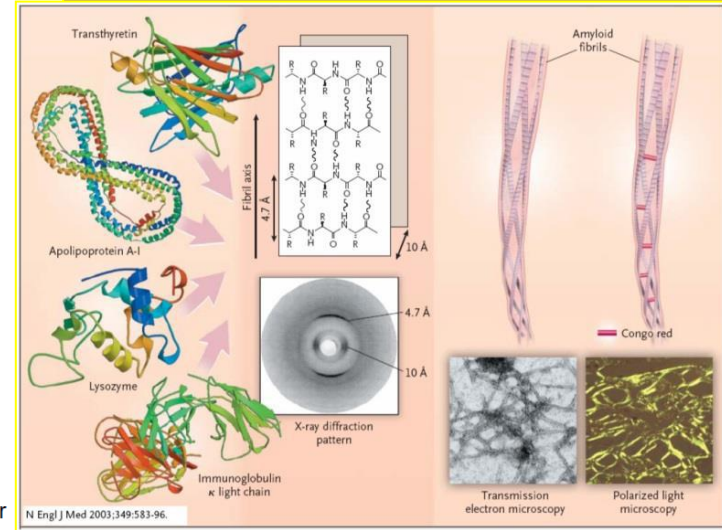 Transthyretin
Apolipoprotein A-I
Lysozyme
Immunoglobulin
κ light chain
Fibril axis
4.7 Å
R O H R O
N N N
H O R H O
10 Å
4.7 Å
10 Å
X-ray diffraction
pattern
Amyloid
fibrils
Congo red
Transmission
electron microscopy
Polarized light
microscopy
r
N Engl J Med 2003;349:583-96.